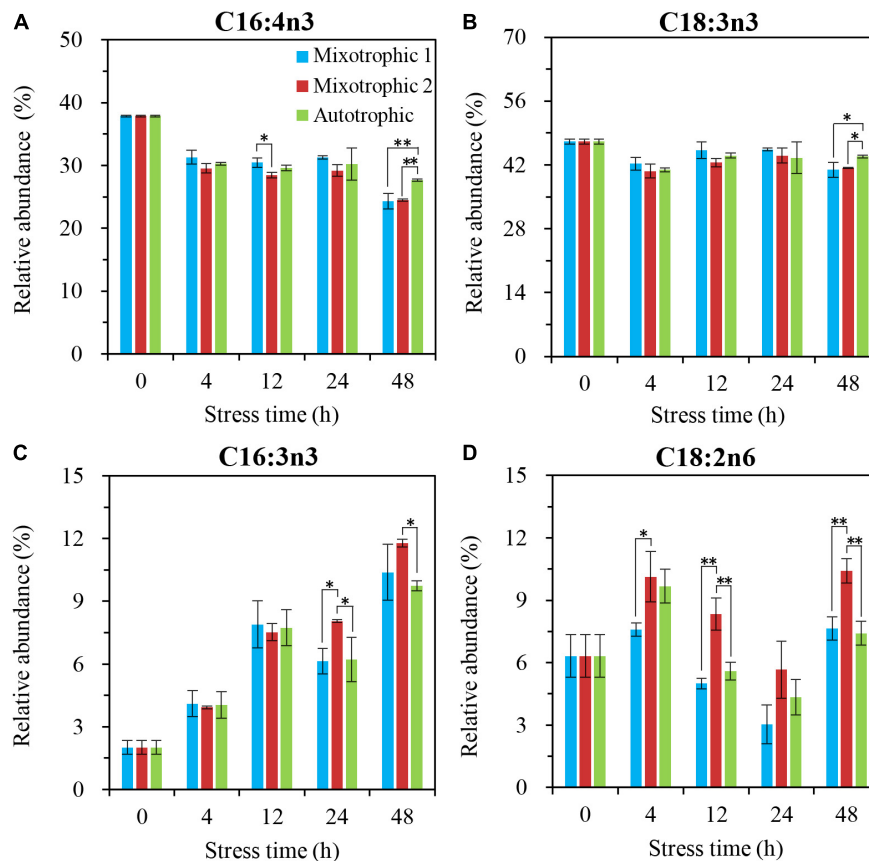 A
C16:4n3
Relative abundance (%)
50
40
30
20
10
0
Mixotrophic 1
Mixotrophic 2
Autotrophic
*
**
**
0 4 12 24 48
Stress time (h)
B
C18:3n3
Relative abundance (%)
70
56
42
28
14
0
*
*
0 4 12 24 48
Stress time (h)
C
C16:3n3
Relative abundance (%)
15
12
9
6
3
0
*
*
*
0 4 12 24 48
Stress time (h)
D
C18:2n6
Relative abundance (%)
15
12
9
6
3
0
*
**
**
**
**
0 4 12 24 48
Stress time (h)